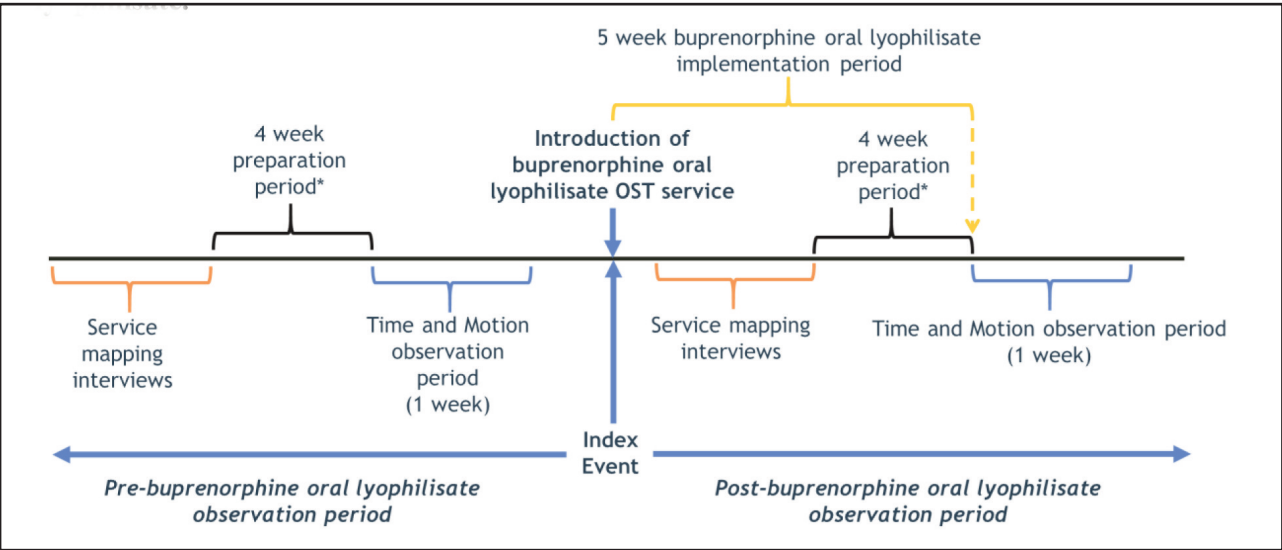 5 week buprenorphine oral lyophilisate
implementation period
4 week
preparation
period*
Introduction of
buprenorphine oral
lyophilisate OST service
4 week
preparation
period*
Service
mapping
interviews
Time and Motion
observation
period
(1 week)
Service mapping
interviews
Time and Motion observation period
(1 week)
Index
Event
Pre-buprenorphine oral lyophilisate
observation period
Post-buprenorphine oral lyophilisate
observation period